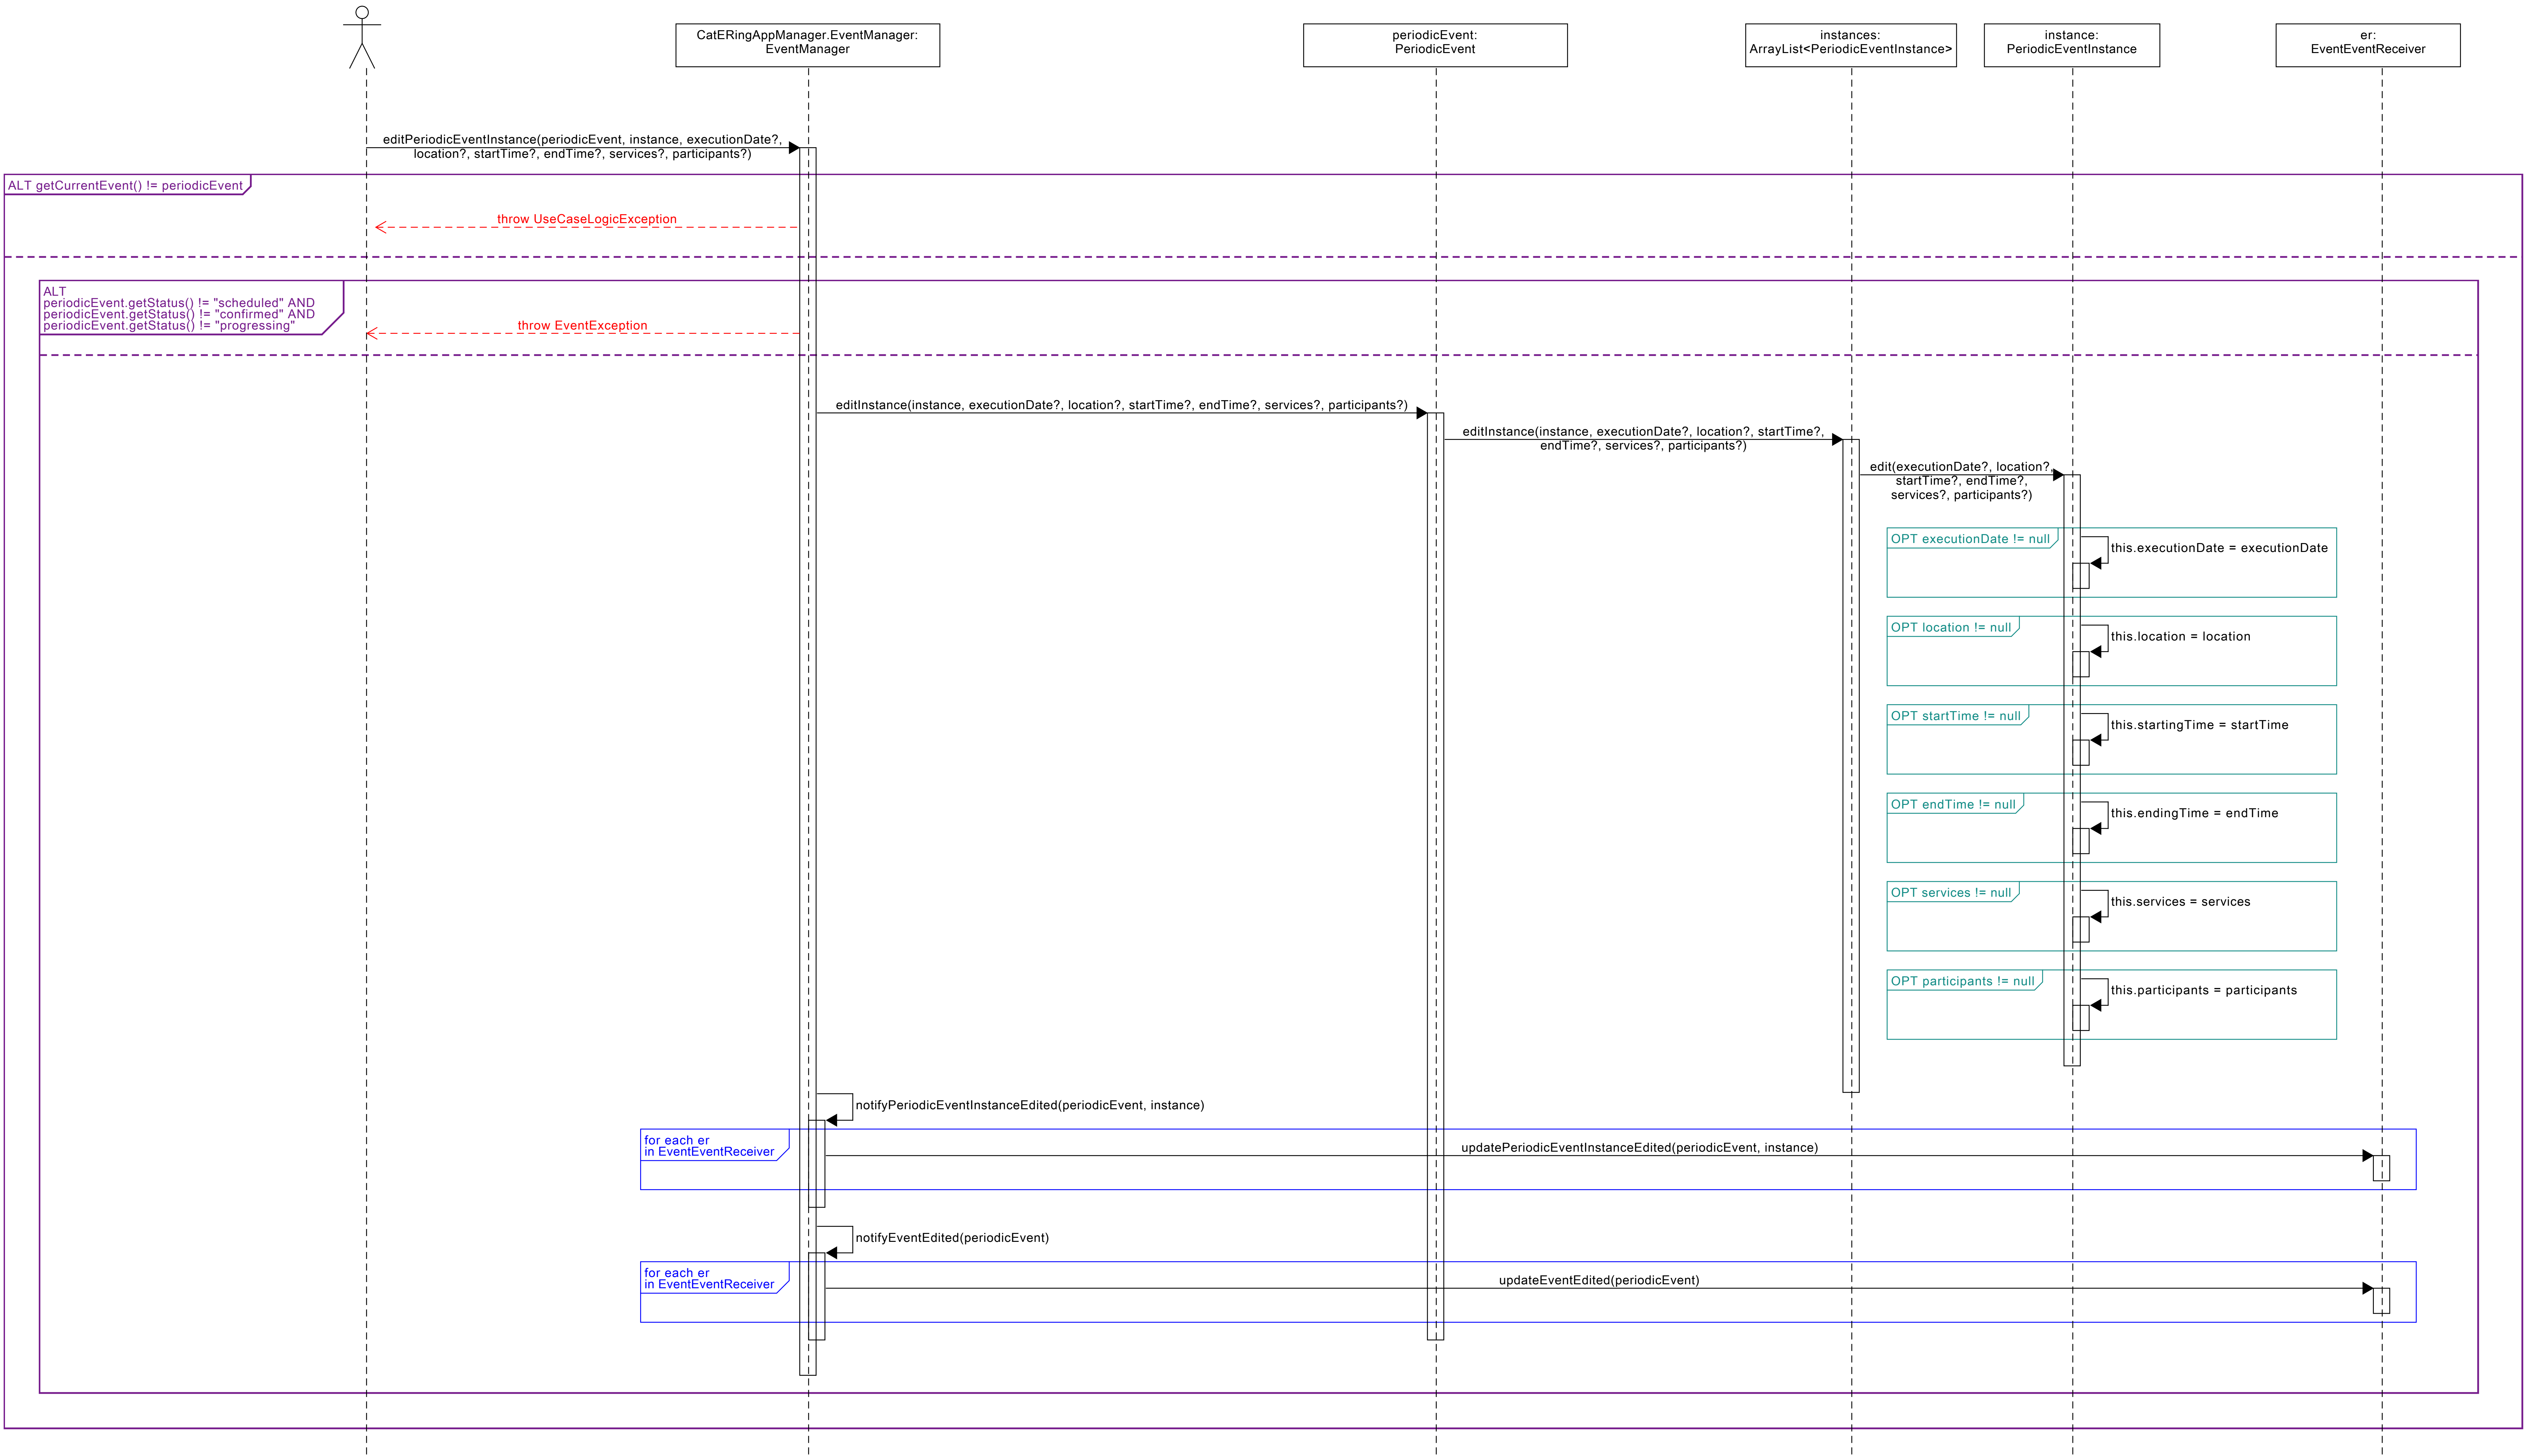 CatERingAppManager.EventManager:
EventManager
periodicEvent:
PeriodicEvent
instances:
ArrayList<PeriodicEventInstance>
instance:
PeriodicEventInstance
er:
EventEventReceiver
editPeriodicEventInstance(periodicEvent, instance, executionDate?,
location?, startTime?, endTime?, services?, participants?)
ALT getCurrentEvent() != periodicEvent
throw UseCaseLogicException
ALT
periodicEvent.getStatus() != "scheduled" AND
periodicEvent.getStatus() != "confirmed" AND
periodicEvent.getStatus() != "progressing"
throw EventException
editInstance(instance, executionDate?, location?, startTime?, endTime?, services?, participants?)
editInstance(instance, executionDate?, location?, startTime?,
endTime?, services?, participants?)
edit(executionDate?, location?,
startTime?, endTime?,
services?, participants?)
OPT executionDate != null
this.executionDate = executionDate
OPT location != null
this.location = location
OPT startTime != null
this.startingTime = startTime
OPT endTime != null
this.endingTime = endTime
OPT services != null
this.services = services
OPT participants != null
this.participants = participants
notifyPeriodicEventInstanceEdited(periodicEvent, instance)
for each er
in EventEventReceiver
updatePeriodicEventInstanceEdited(periodicEvent, instance)
notifyEventEdited(periodicEvent)
for each er
in EventEventReceiver
updateEventEdited(periodicEvent)